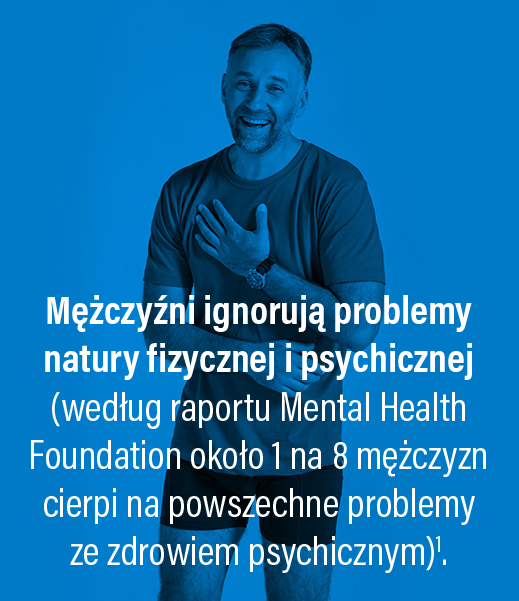 Mężczyźni ignorują problemy
natury fizycznej i psychicznej
(według raportu Mental Health
Foundation około 1 na 8 mężczyzn
cierpi na powszechne problemy
ze zdrowiem psychicznym)¹.